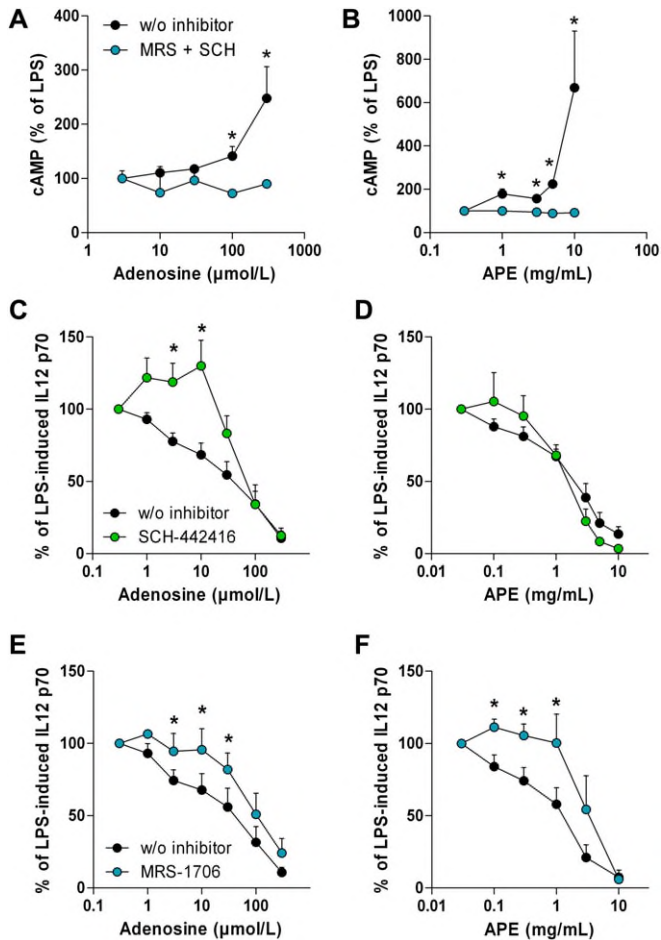 A
w/o inhibitor
MRS + SCH
cAMP (% of LPS)
400
300
200
100
0
1
10
100
1000
Adenosine (µmol/L)
*
*
B
cAMP (% of LPS)
1000
800
600
400
200
0
0.1
1
10
100
APE (mg/mL)
*
*
*
*
C
% of LPS-induced IL12 p70
150
100
50
0
0.1
1
10
100
Adenosine (µmol/L)
*
*
w/o inhibitor
SCH-442416
D
% of LPS-induced IL12 p70
150
100
50
0
0.01
0.1
1
10
APE (mg/mL)
E
% of LPS-induced IL12 p70
150
100
50
0
0.1
1
10
100
Adenosine (µmol/L)
*
*
*
w/o inhibitor
MRS-1706
F
% of LPS-induced IL12 p70
150
100
50
0
0.01
0.1
1
10
APE (mg/mL)
*
*
*